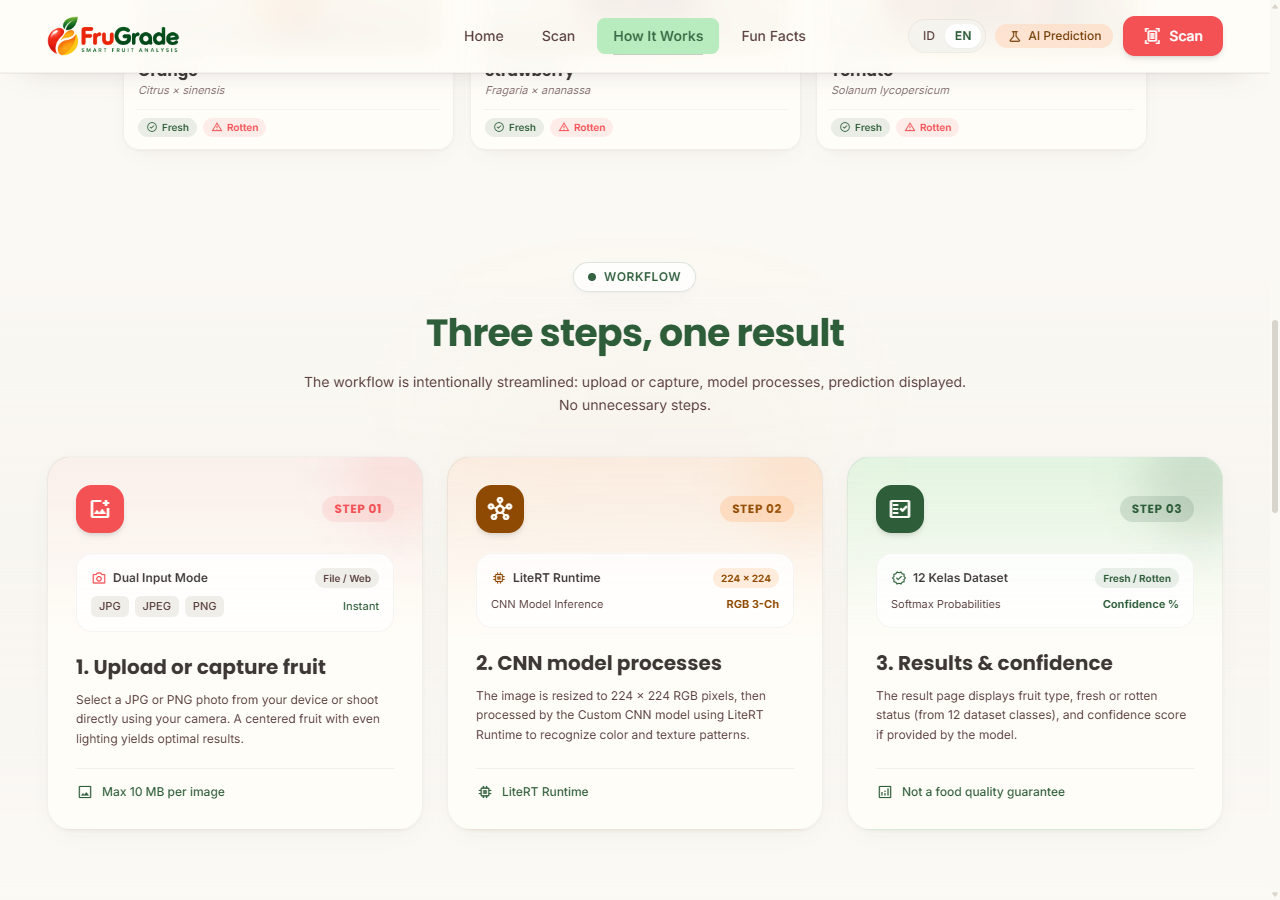 FruGrade
SMART FRUIT ANALYSIS
Home
Scan
How It Works
Fun Facts
ID
EN
AI Prediction
Scan
Orange
Strawberry
Tomato
Citrus × sinensis
Fragaria × ananassa
Solanum lycopersicum
Fresh
Rotten
Fresh
Rotten
Fresh
Rotten
WORKFLOW
Three steps, one result
The workflow is intentionally streamlined: upload or capture, model processes, prediction displayed.
No unnecessary steps.
STEP 01
Dual Input Mode
File / Web
JPG
JPEG
PNG
Instant
1. Upload or capture fruit
Select a JPG or PNG photo from your device or shoot
directly using your camera. A centered fruit with even
lighting yields optimal results.
Max 10 MB per image
STEP 02
LiteRT Runtime
224 × 224
CNN Model Inference
RGB 3-Ch
2. CNN model processes
The image is resized to 224 × 224 RGB pixels, then
processed by the Custom CNN model using LiteRT
Runtime to recognize color and texture patterns.
LiteRT Runtime
STEP 03
12 Kelas Dataset
Fresh / Rotten
Softmax Probabilities
Confidence %
3. Results & confidence
The result page displays fruit type, fresh or rotten
status (from 12 dataset classes), and confidence score
if provided by the model.
Not a food quality guarantee